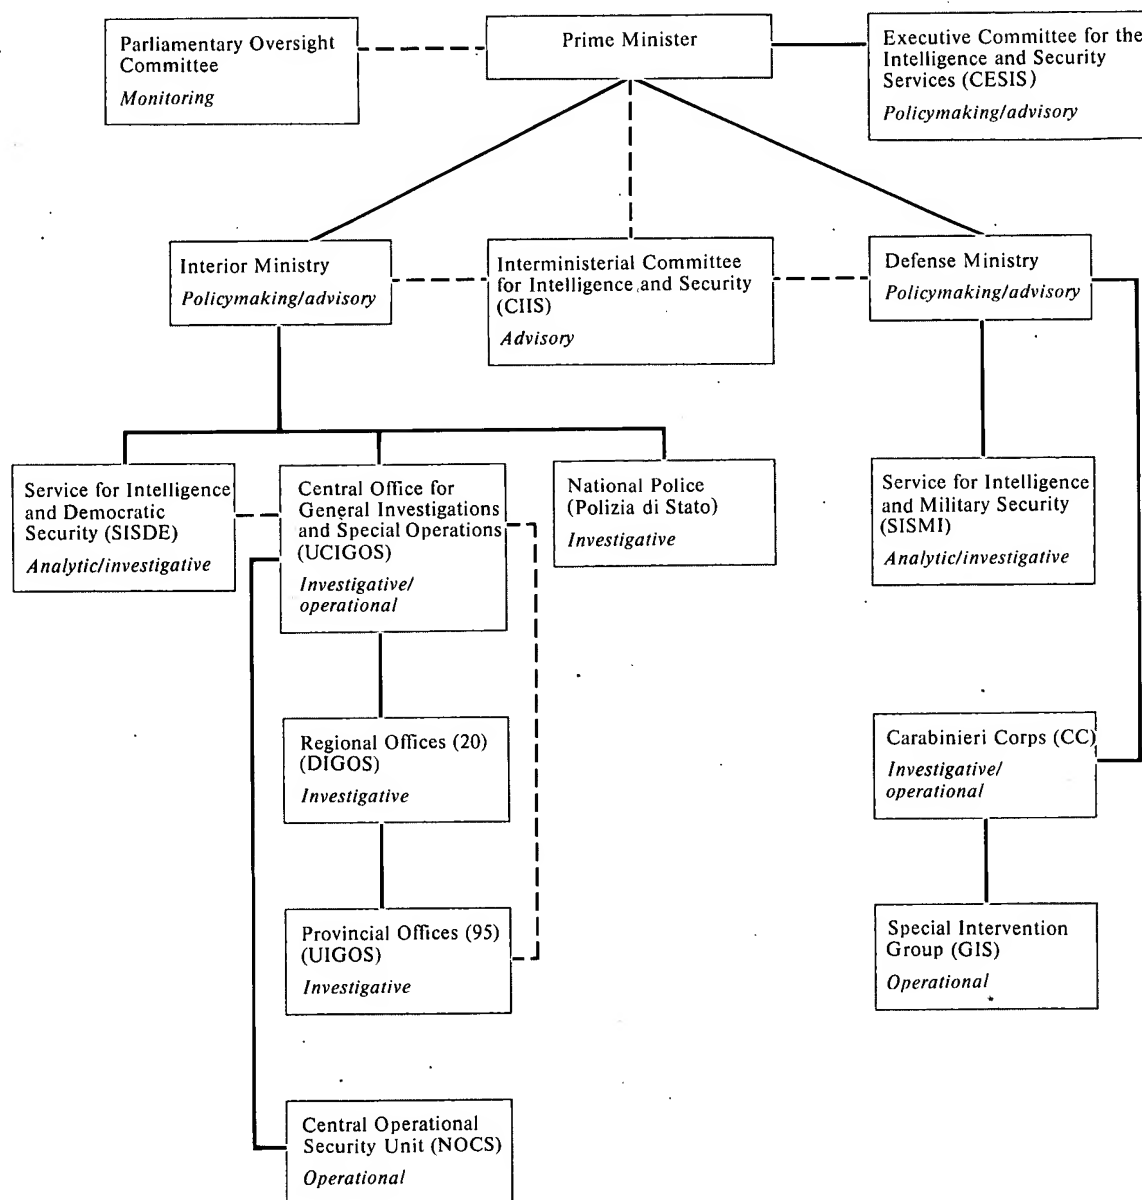 Parliamentary Oversight
Committee
Monitoring
Prime Minister
Executive Committee for the
Intelligence and Security
Services (CESIS)
Policymaking/advisory
Interior Ministry
Policymaking/advisory
Interministerial Committee
for Intelligence and Security
(CIIS)
Advisory
Defense Ministry
Policymaking/advisory
Service for Intelligence
and Democratic
Security (SISDE)
Analytic/investigative
Central Office for
General Investigations
and Special Operations
(UCIGOS)
Investigative/
operational
National Police
(Polizia di Stato)
Investigative
Service for Intelligence
and Military Security
(SISMI)
Analytic/investigative
Regional Offices (20)
(DIGOS)
Investigative
Carabinieri Corps (CC)
Investigative/
operational
Provincial Offices (95)
(UIGOS)
Investigative
Special Intervention
Group (GIS)
Operational
Central Operational
Security Unit (NOCS)
Operational